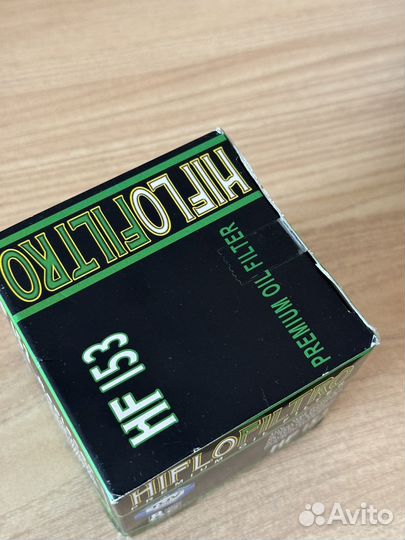 HIFLOFILTRO
PREMIUM OIL FILTER
HF153
HIFLOFILTRO
Avito